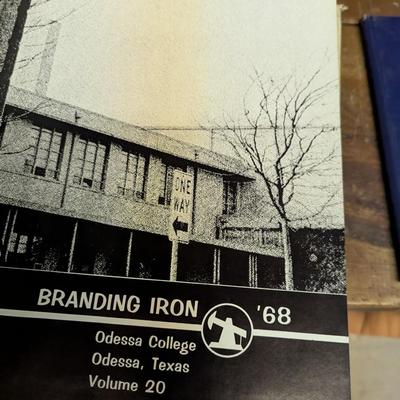 ONE
WAY
BRANDING IRON '68
Odessa College
Odessa, Texas
Volume 20